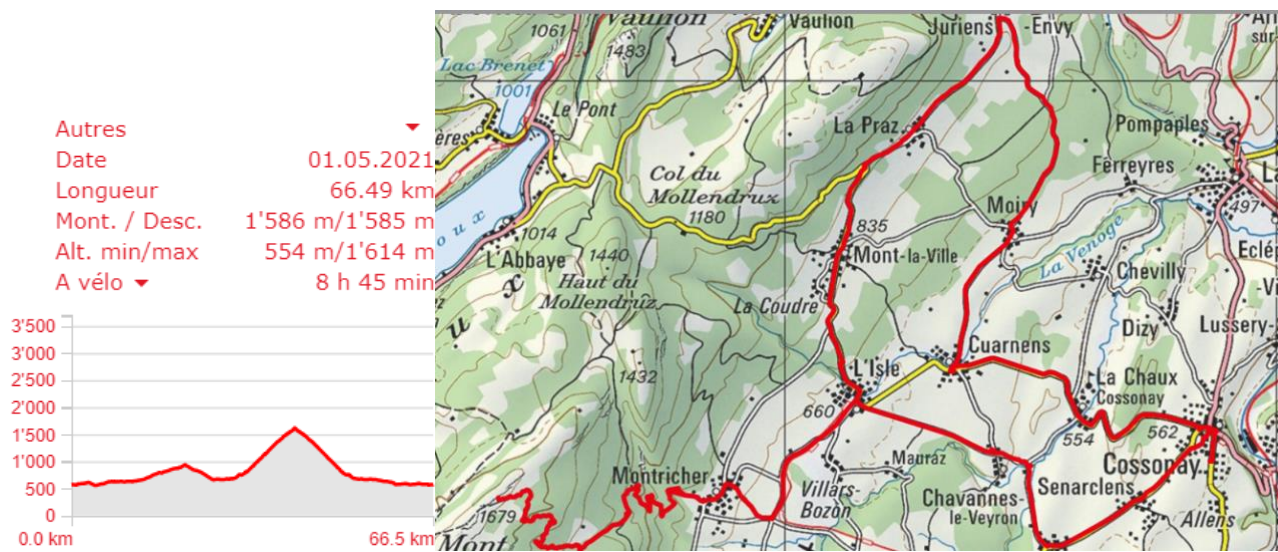 Autres
Date 01.05.2021
Longueur 66.49 km
Mont. / Desc. 1'586 m/1'585 m
Alt. min/max 554 m/1'614 m
A vélo 8 h 45 min
3'500
3'000
2'500
2'000
1'500
1'000
500
0
0.0 km 66.5 km
1061
Vaulion
Vaulion
1483
Juriens
-Envy
Lac Brenet
1001
Le Pont
La Praz
Pompaples
Ferreyres
Col du
Mollendrux
1180
Moiry
497
835
1014
L'Abbaye
1440
Mont-la-Ville
La Venoge
Chevilly
Haut du
Mollendruz
La Coudre
Dizy
Lussery-
Cuarnens
1432
L'Isle
La Chaux
Cossonay
660
554
562
Mauraz
Cossonay
Montricher
Villars-
Bozon
Chavannes-
le-Veyron
Senarclens
Allens
1679
Mont